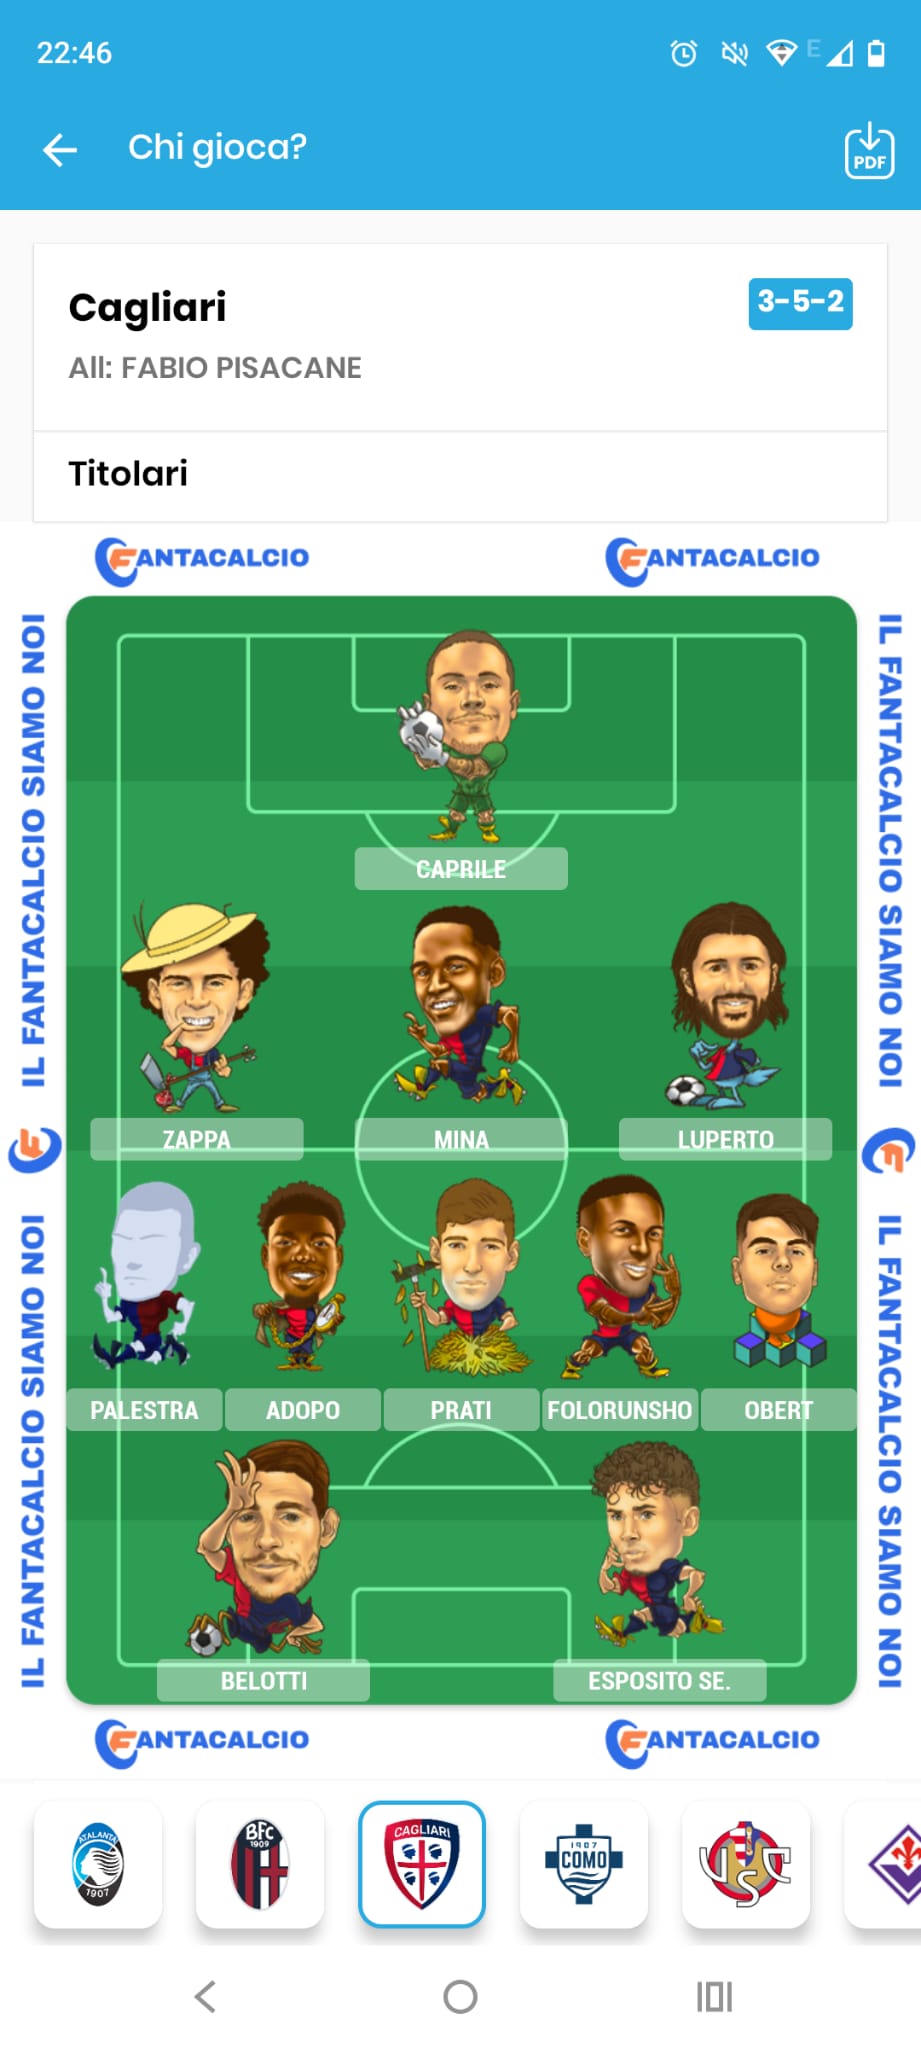 22:46
E
Chi gioca?
PDF
Cagliari
3-5-2
All: FABIO PISACANE
Titolari
FANTACALCIO FANTACALCIO
IL FANTACALCIO SIAMO NOI
IL FANTACALCIO SIAMO NOI
CAPRILE
ZAPPA MINA LUPERTO
IL FANTACALCIO SIAMO NOI
IL FANTACALCIO SIAMO NOI
PALESTRA ADOPO PRATI FOLORUNSHO OBERT
BELOTTI ESPOSITO SE.
FANTACALCIO FANTACALCIO
ATALANTA
1907
BFC
1909
CAGLIARI
1907
COMO
USC